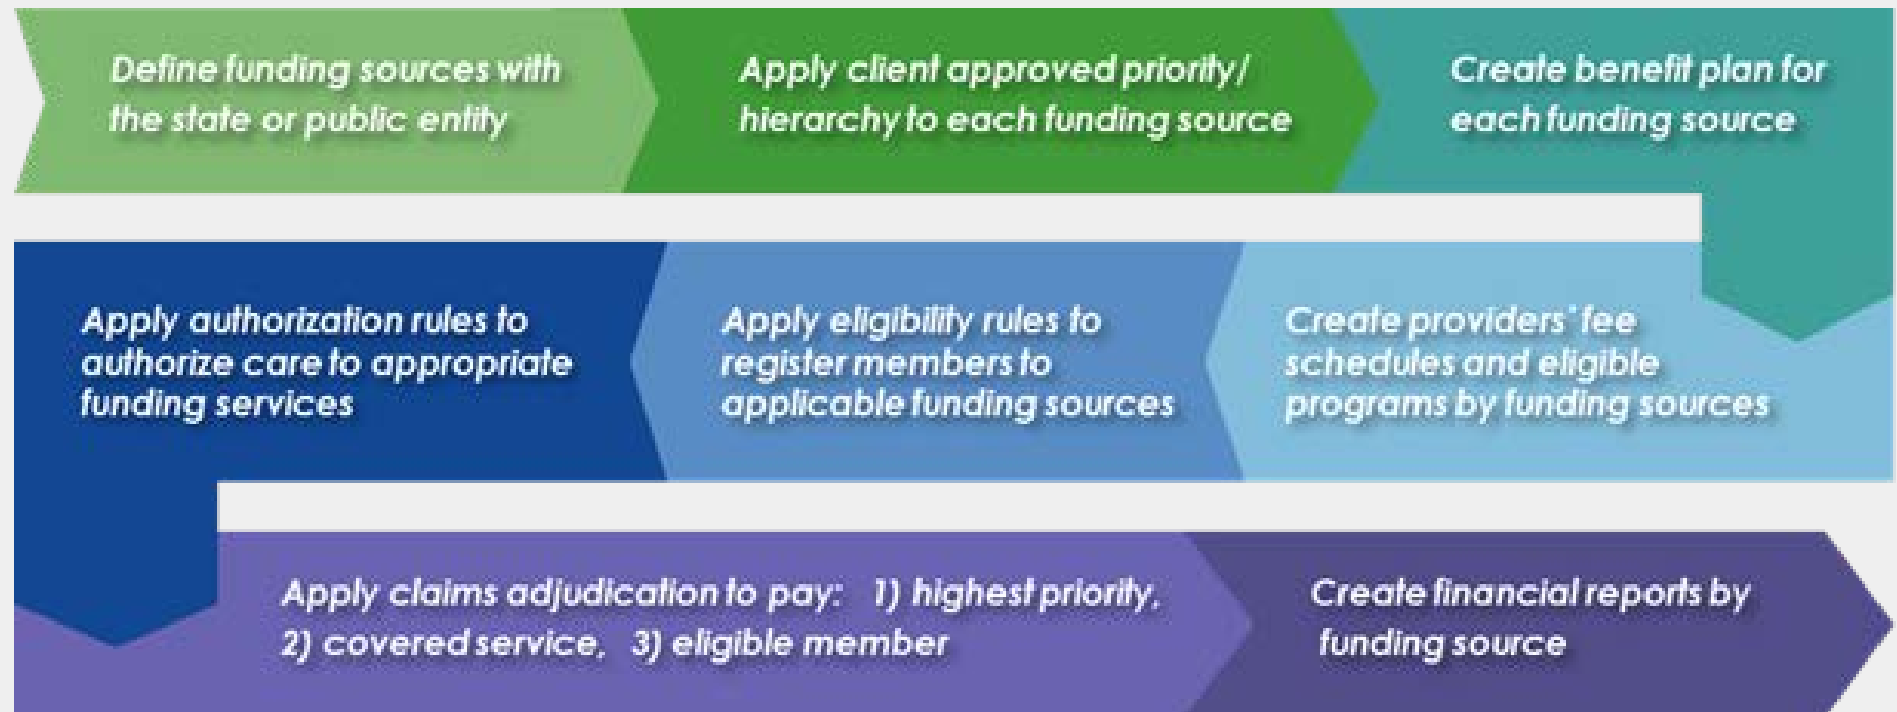 Define funding sources with
the state or public entity
Apply client approved priority/
hierarchy to each funding source
Create benefit plan for
each funding source
Create providers' fee
schedules and eligible
programs by funding sources
Apply eligibility rules to
register members to
applicable funding sources
Apply authorization rules to
authorize care to appropriate
funding services
Apply claims adjudication to pay: 1) highest priority,
2) covered service, 3) eligible member
Create financial reports by
funding source